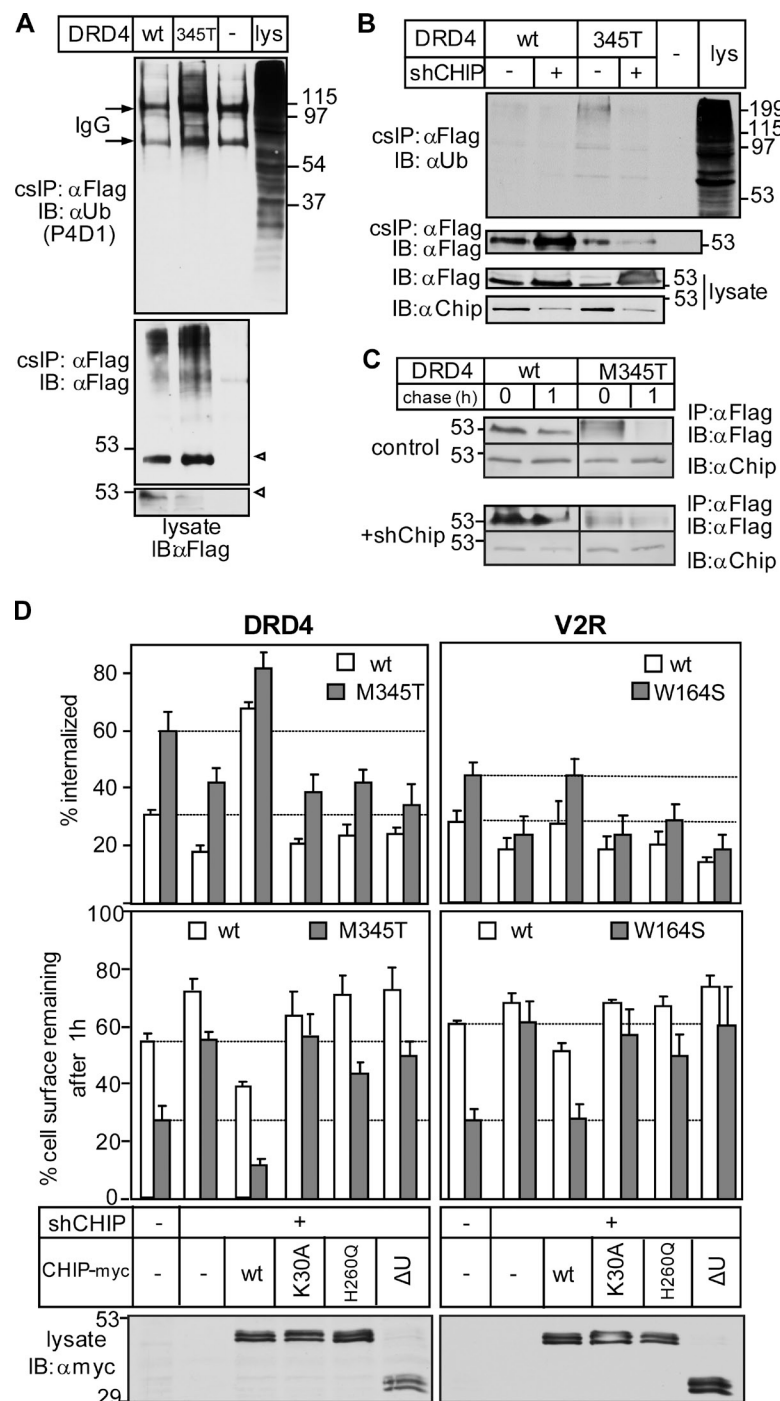 A
DRD4 wt 345T - lys
IgG
115
97
54
37
csIP: αFlag
IB: αUb
(P4D1)
csIP: αFlag
IB: αFlag
53
53
lysate
IB:αFlag
B
DRD4 wt 345T - lys
shCHIP - + - +
csIP: αFlag
IB: αUb
199
115
97
53
csIP: αFlag
IB: αFlag
53
IB: αFlag
53
IB:αChip
53
lysate
C
DRD4 wt M345T
chase (h) 0 1 0 1
control
53
53
IP:αFlag
IB:αFlag
IB:αChip
+shChip
53
53
IP:αFlag
IB:αFlag
IB:αChip
D
DRD4 V2R
% internalized
80
60
40
20
wt
M345T
wt
W164S
% cell surface remaining
after 1h
100
80
60
40
20
0
wt M345T
wt W164S
shCHIP - + - +
CHIP-myc - - wt K30A H260Q ΔU - - wt K30A H260Q ΔU
lysate
IB: αmyc
53
29